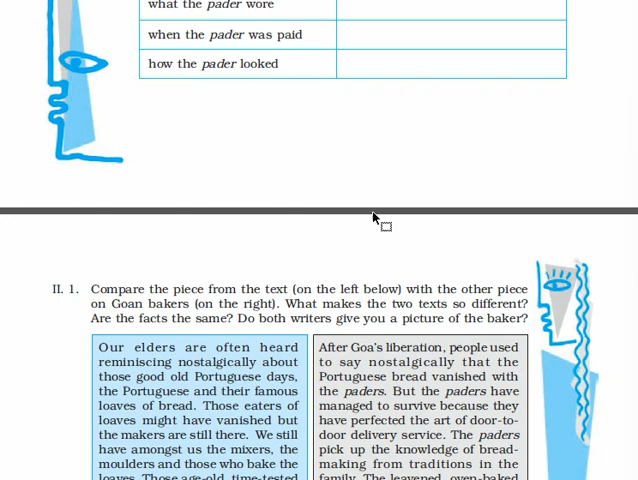 what the pader wore
when the pader was paid
how the pader looked
II. 1. Compare the piece from the text (on the left below) with the other piece
on Goan bakers (on the right). What makes the two texts so different?
Are the facts the same? Do both writers give you a picture of the baker?
Our elders are often heard
reminiscing nostalgically about
those good old Portuguese days,
the Portuguese and their famous
loaves of bread. Those eaters of
loaves might have vanished but
the makers are still there. We still
have amongst us the mixers, the
moulders and those who bake the
loaves. Those age-old, time-tested
After Goa's liberation, people used
to say nostalgically that the
Portuguese bread vanished with
the paders. But the paders have
managed to survive because they
have perfected the art of door-to-
door delivery service. The paders
pick up the knowledge of bread-
making from traditions in the
family. The leavened, oven-baked